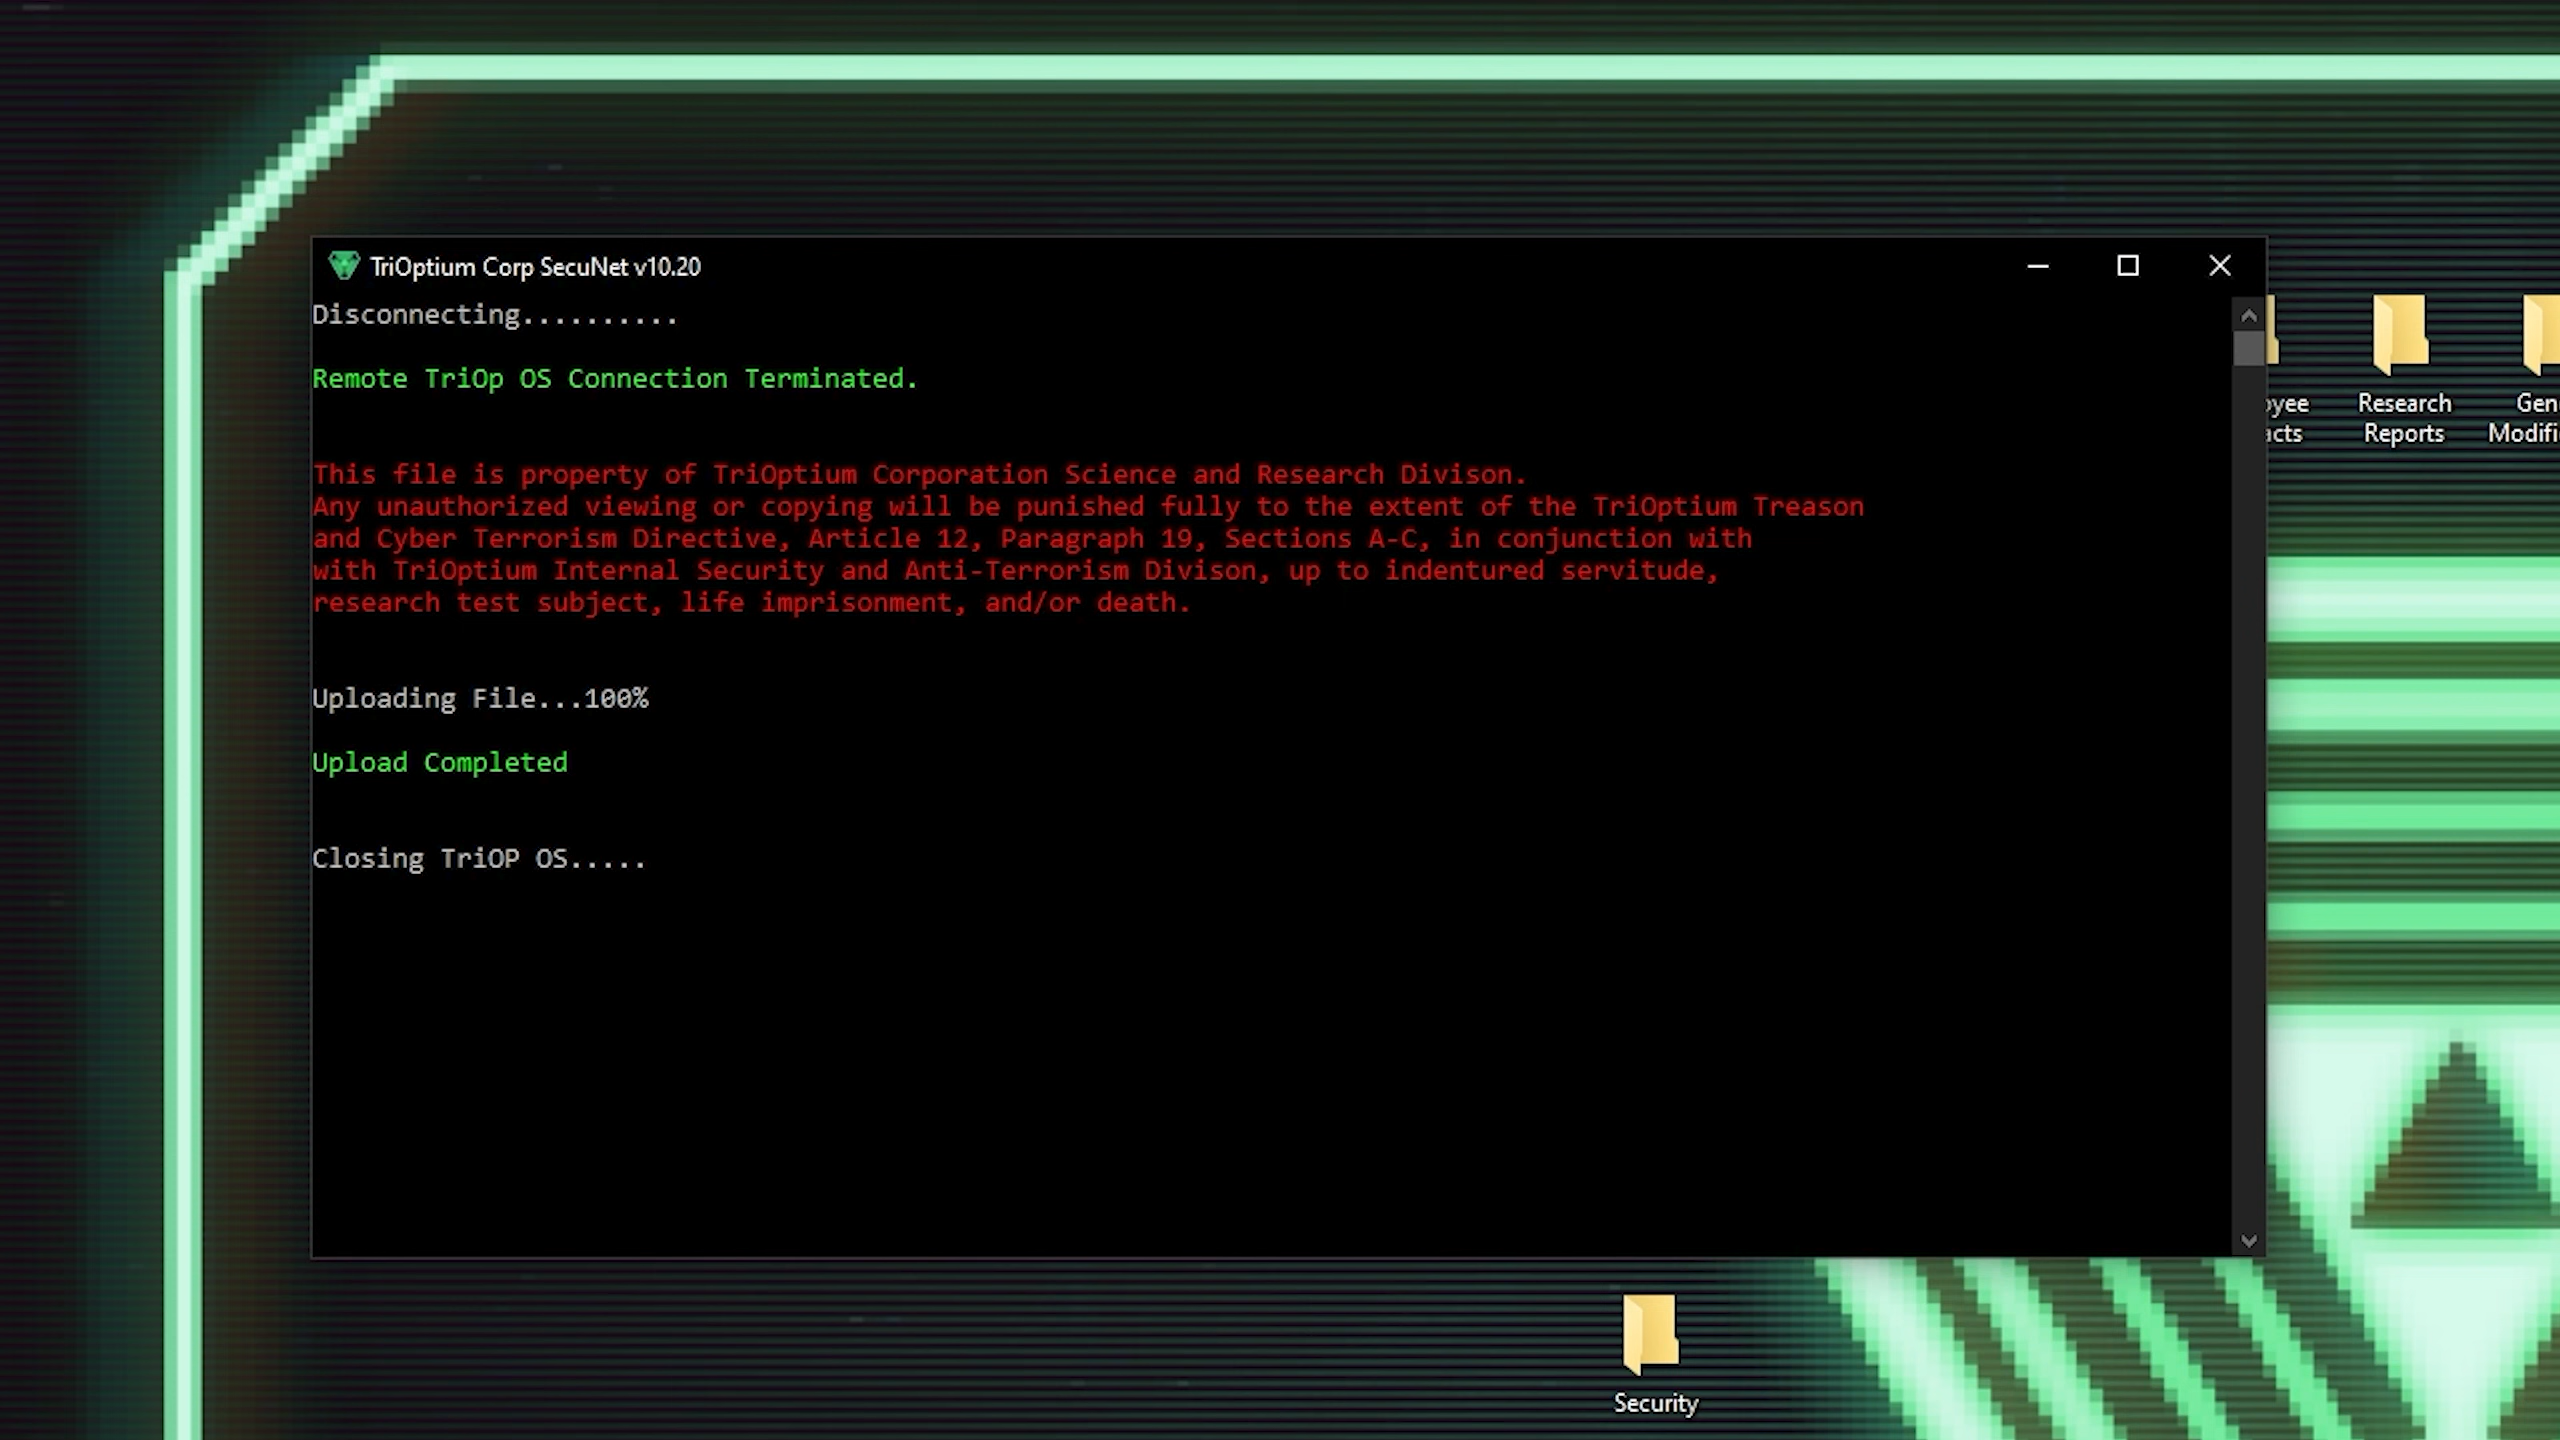 TriOptium Corp SecuNet v10.20
Disconnecting..........
Remote TriOp OS Connection Terminated.
This file is property of TriOptium Corporation Science and Research Divison.
Any unauthorized viewing or copying will be punished fully to the extent of the TriOptium Treason
and Cyber Terrorism Directive, Article 12, Paragraph 19, Sections A-C, in conjunction with
with TriOptium Internal Security and Anti-Terrorism Divison, up to indentured servitude,
research test subject, life imprisonment, and/or death.
Uploading File...100%
Upload Completed
Closing TriOP OS.....
Research
Reports
Security